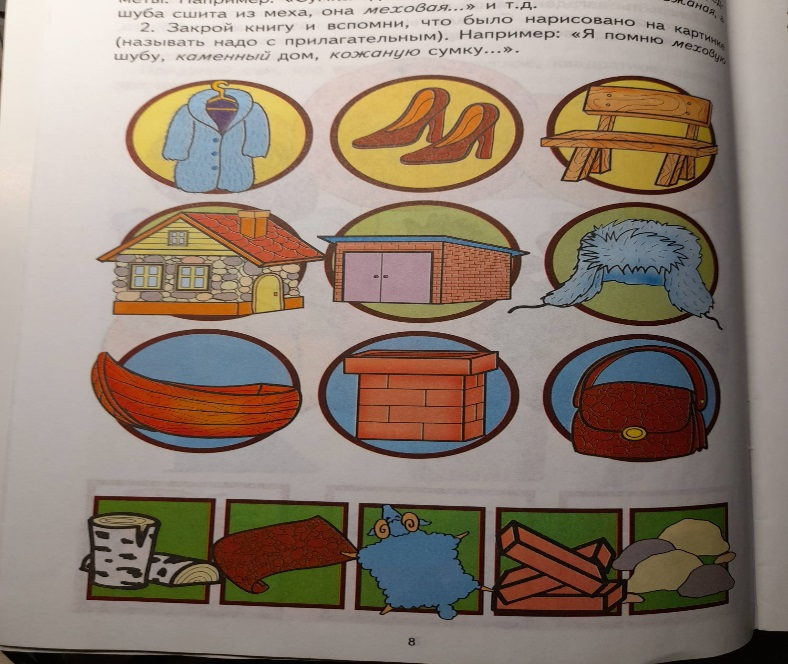 шуба сшита из меха, она меховая...» и т.д.
2. Закрой книгу и вспомни, что было нарисовано на картинке
(называть надо с прилагательным). Например: «Я помню меховую
шубу, каменный дом, кожаную сумку...».
8